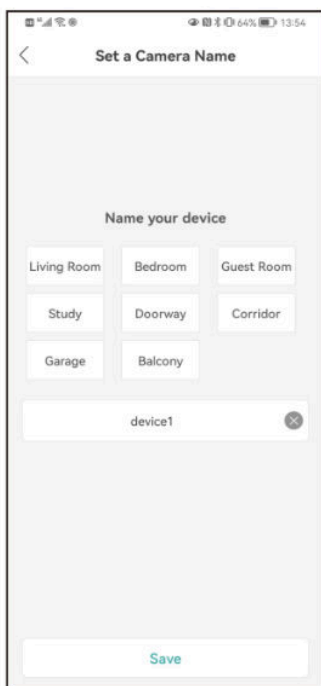 64% 13:54
Set a Camera Name
Name your device
Living Room Bedroom Guest Room
Study Doorway Corridor
Garage Balcony
device1
Save